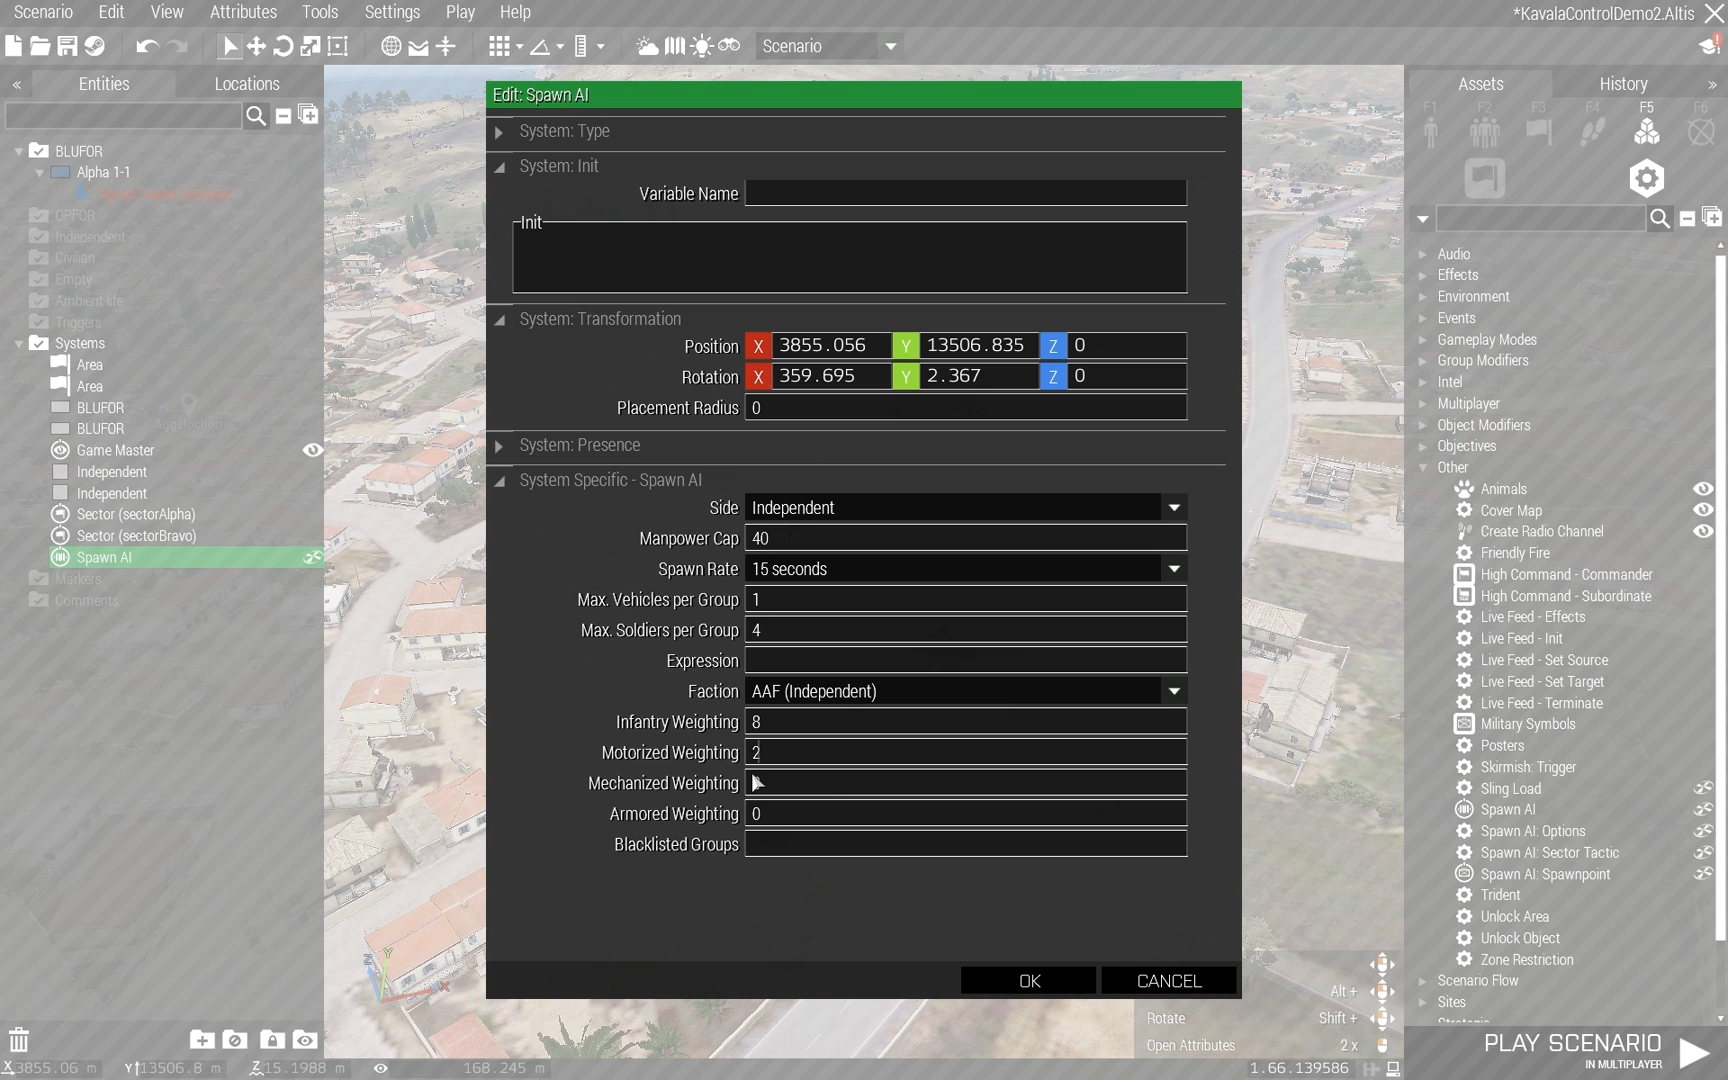 Scenario Edit View Attributes Tools Settings Play Help *KavalaControlDemo2.Altis
Scenario
« Entities Locations
BLUFOR
Alpha 1-1
OPFOR
Independent
Civilian
Empty
Ambient life
Triggers
Systems
Area
Area
BLUFOR
BLUFOR
Game Master
Independent
Independent
Sector (sectorAlpha)
Sector (sectorBravo)
Spawn AI
Markers
Comments
Edit: Spawn AI
System: Type
System: Init
Variable Name
Init
System: Transformation
Position X 3855.056 Y 13506.835 Z 0
Rotation X 359.695 Y 2.367 Z 0
Placement Radius 0
System: Presence
System Specific - Spawn AI
Side Independent
Manpower Cap 40
Spawn Rate 15 seconds
Max. Vehicles per Group 1
Max. Soldiers per Group 4
Expression
Faction AAF (Independent)
Infantry Weighting 8
Motorized Weighting 2
Mechanized Weighting
Armored Weighting 0
Blacklisted Groups
OK CANCEL
Assets History »
F1 F2 F3 F4 F5 F6
Audio
Effects
Environment
Events
Gameplay Modes
Group Modifiers
Intel
Multiplayer
Object Modifiers
Objectives
Other
Animals
Cover Map
Create Radio Channel
Friendly Fire
High Command - Commander
High Command - Subordinate
Live Feed - Effects
Live Feed - Init
Live Feed - Set Source
Live Feed - Set Target
Live Feed - Terminate
Military Symbols
Posters
Skirmish: Trigger
Sling Load
Spawn AI
Spawn AI: Options
Spawn AI: Sector Tactic
Spawn AI: Spawnpoint
Trident
Unlock Area
Unlock Object
Zone Restriction
Scenario Flow
Sites
Alt +
Rotate Shift +
Open Attributes 2 x
PLAY SCENARIO
IN MULTIPLAYER
X 3855.06 m Y 13506.8 m Z 15.1988 m 168.245 m 1.66.139586